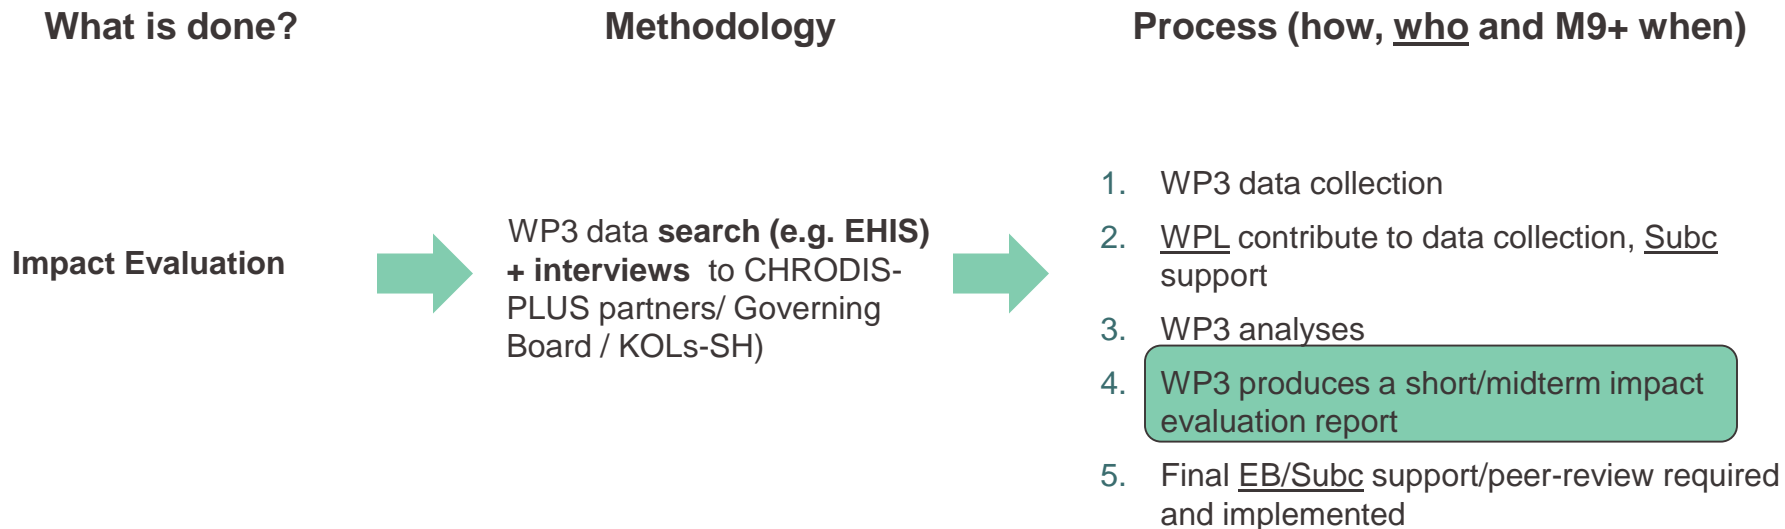 What is done?
Methodology
Process (how, who and M9+ when)
Impact Evaluation
WP3 data search (e.g. EHIS)
+ interviews to CHRODIS-
PLUS partners/ Governing
Board / KOLs-SH)
1. WP3 data collection
2. WPL contribute to data collection, Subc
support
3. WP3 analyses
4. WP3 produces a short/midterm impact
evaluation report
5. Final EB/Subc support/peer-review required
and implemented